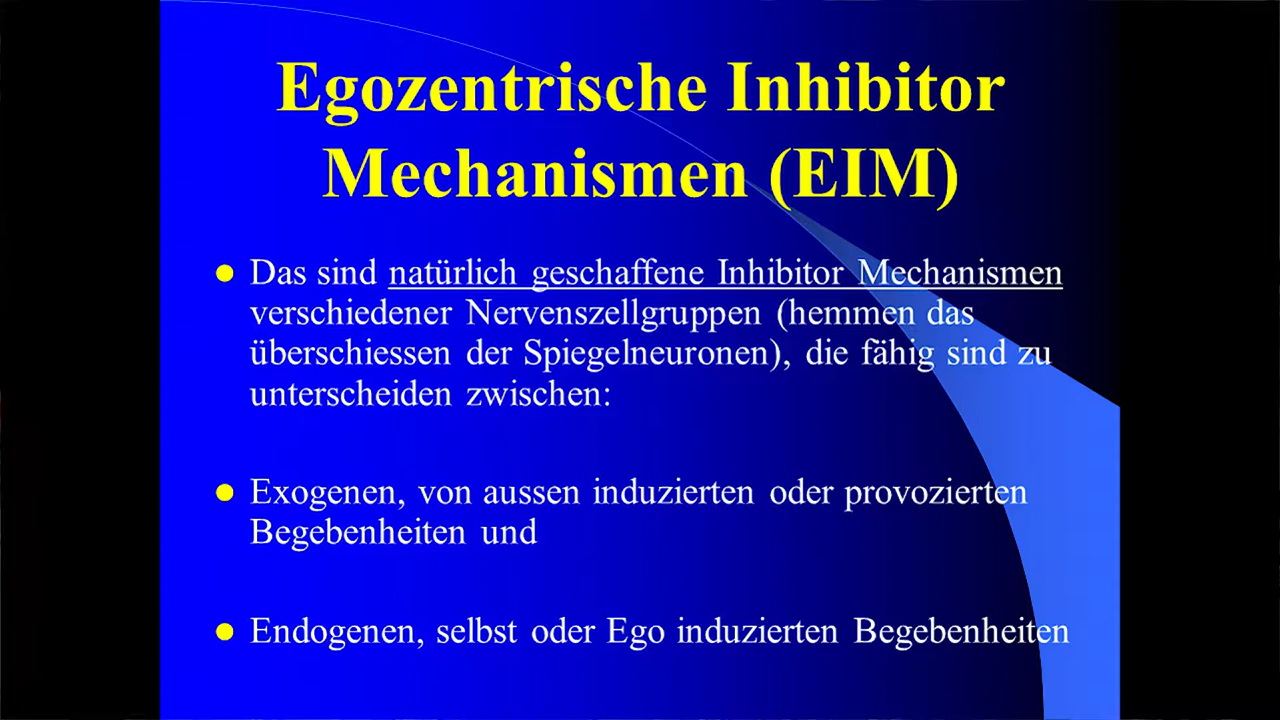 Egozentrische Inhibitor
Mechanismen (EIM)
Das sind natürlich geschaffene Inhibitor Mechanismen
verschiedener Nervenszellgruppen (hemmen das
überschiessen der Spiegelneuronen), die fähig sind zu
unterscheiden zwischen:
Exogenen, von aussen induzierten oder provozierten
Begebenheiten und
Endogenen, selbst oder Ego induzierten Begebenheiten